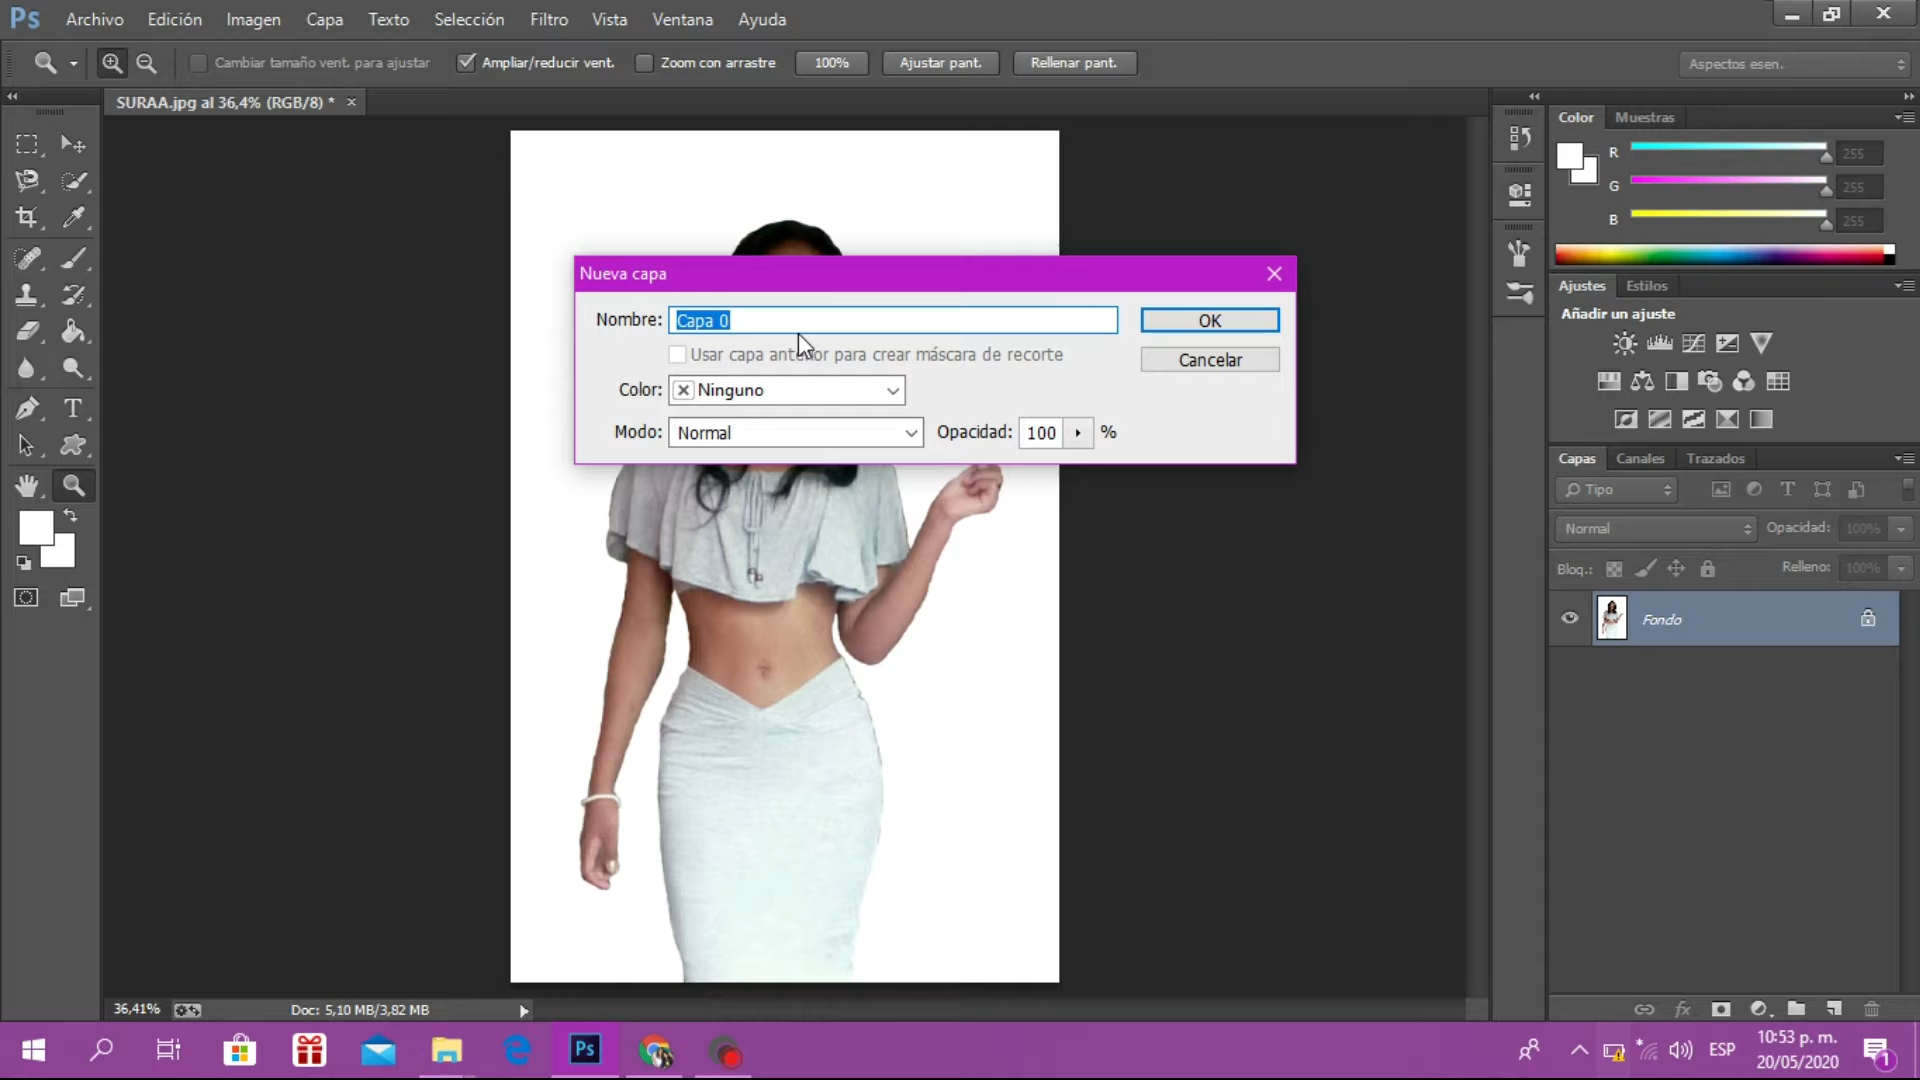 Ps Archivo Edición Imagen Capa Texto Selección Filtro Vista Ventana Ayuda
Cambiar tamaño vent. para ajustar Ampliar/reducir vent. Zoom con arrastre 100% Ajustar pant. Rellenar pant. Aspectos esen.
SURAA.jpg al 36,4% (RGB/8) *
Color Muestras
R 255
G 255
B 255
Ajustes Estilos
Añadir un ajuste
Nueva capa
Nombre: Capa 0 OK
Usar capa anterior para crear máscara de recorte Cancelar
Color: Ninguno
Modo: Normal Opacidad: 100 %
Capas Canales Trazados
Tipo
Normal Opacidad: 100%
Bloq.: Relleno: 100%
Fondo
36,41% Doc: 5,10 MB/3,82 MB
Ps ESP 10:53 p. m.
20/05/2020
1